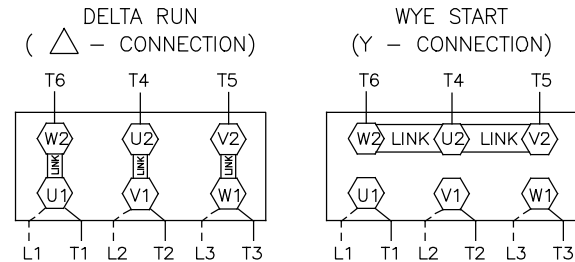 DELTA RUN
( △ – CONNECTION)
T6 T4 T5
W2 U2 V2
LINK LINK LINK
U1 V1 W1
L1 T1 L2 T2 L3 T3
WYE START
(Y – CONNECTION)
T6 T4 T5
W2 LINK U2 LINK V2
U1 V1 W1
L1 T1 L2 T2 L3 T3